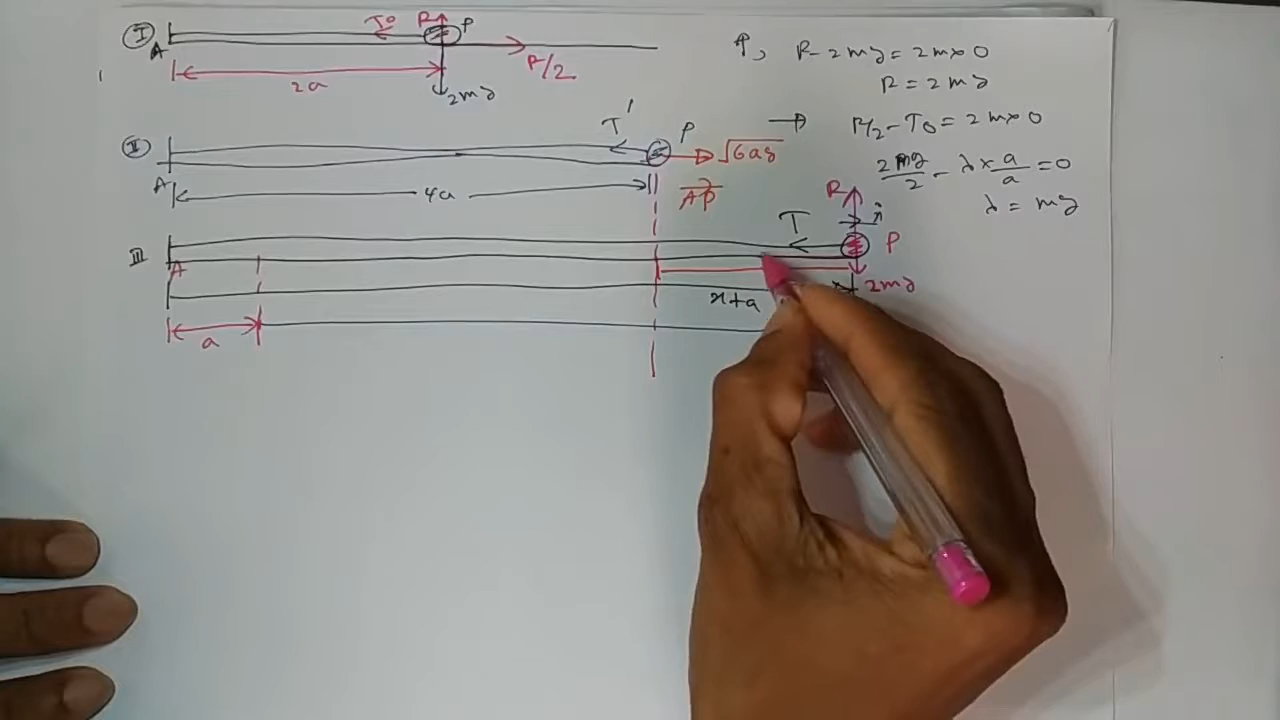 I
A
T₀
R
P
R/2
2a
2mg
↑, R - 2mg = 2m×0
R = 2mg
II
A
T'
P
√6ag
AP
4a
→ R/2 - T₀ = 2m×0
2mg/2 - λ × a/a = 0
λ = mg
III
A
T
R
ẍ
P
2mg
x+a
a